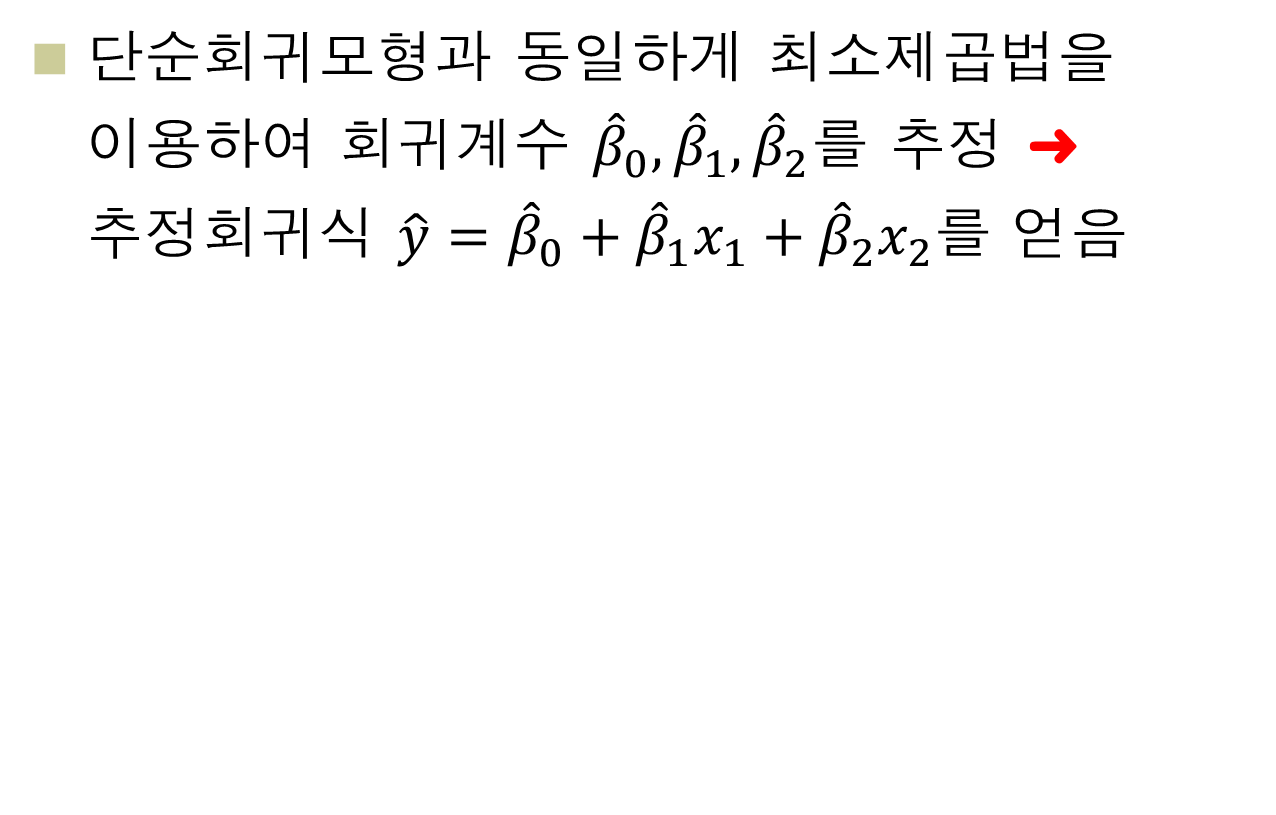 ■ 단순회귀모형과 동일하게 최소제곱법을
이용하여 회귀계수 β̂₀, β̂₁, β̂₂를 추정 ➜
추정회귀식 ŷ = β̂₀ + β̂₁x₁ + β̂₂x₂를 얻음